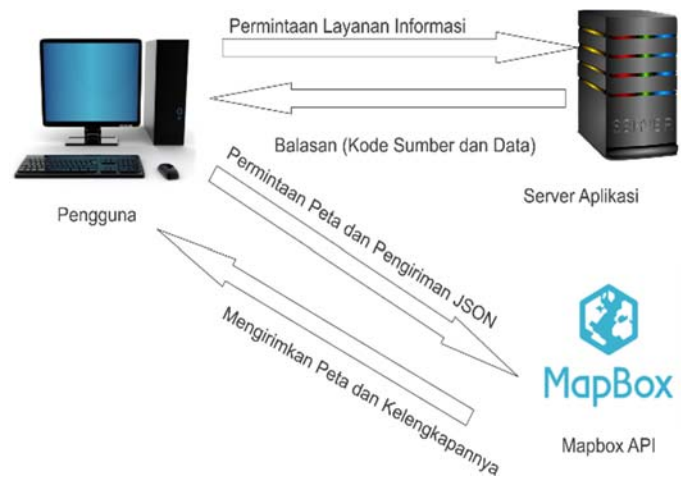 Permintaan Layanan Informasi
SERVER
Balasan (Kode Sumber dan Data)
Server Aplikasi
Pengguna
Permintaan Peta dan Pengiriman JSON
Mengirimkan Peta dan Kelengkapannya
MapBox
Mapbox API